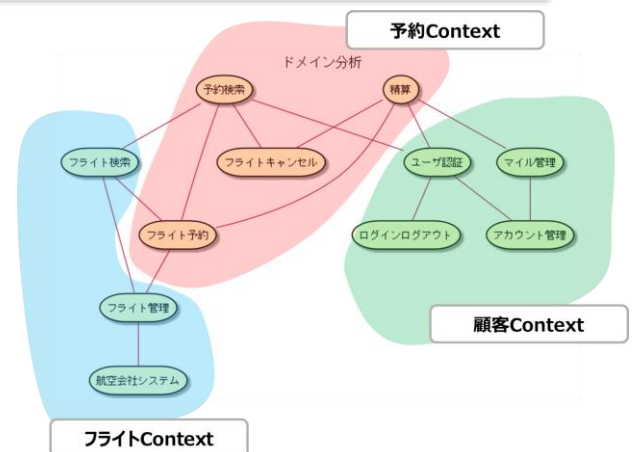 予約Context
ドメイン分析
予約検索
精算
フライト検索
フライトキャンセル
ユーザ認証
マイル管理
フライト予約
ログインログアウト
アカウント管理
フライト管理
顧客Context
航空会社システム
フライトContext